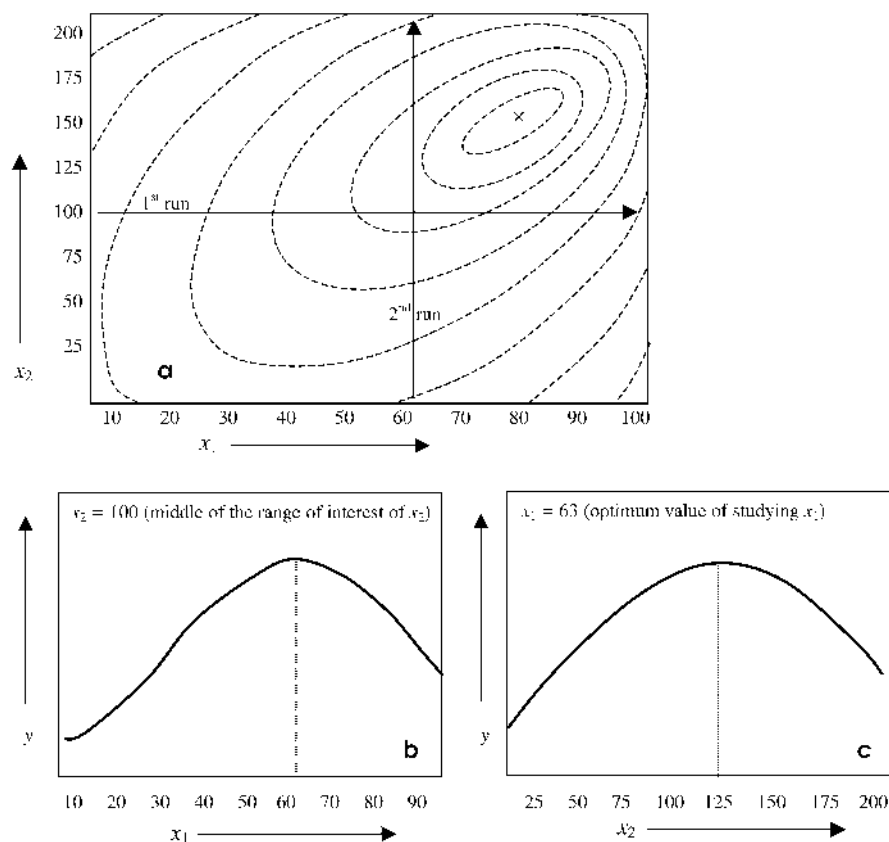 200
175
150
125
100
75
50
25
1st run
2nd run
a
x2
10 20 30 40 50 60 70 80 90 100
x1
x2 = 100 (middle of the range of interest of x2)
y
b
10 20 30 40 50 60 70 80 90
x1
x1 = 63 (optimum value of studying x1)
y
c
25 50 75 100 125 150 175 200
x2